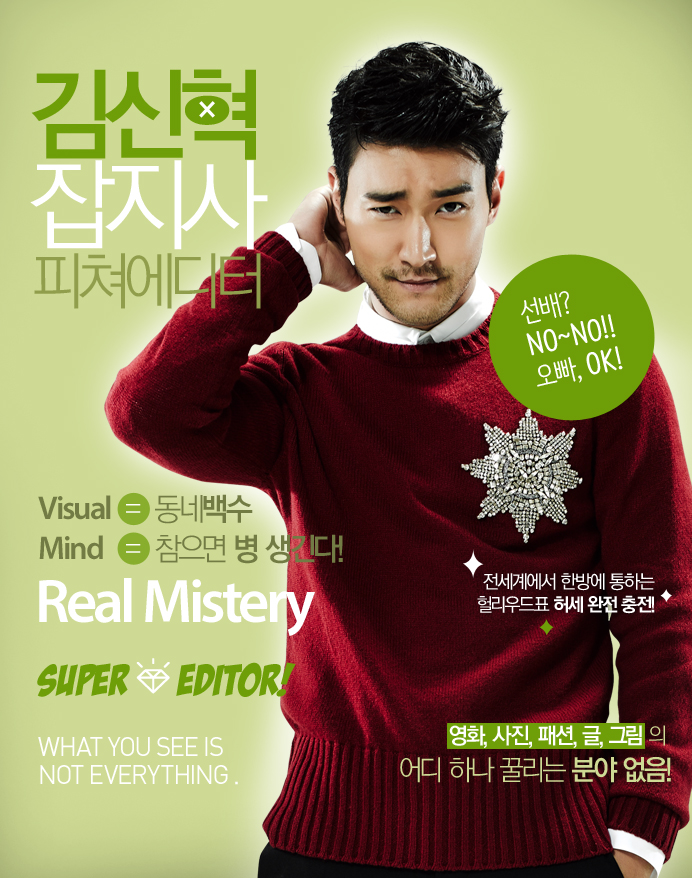 김신혁
잡지사
피쳐에디터
선배?
NO~NO!!
오빠, OK!
Visual = 동네백수
Mind = 참으면 병 생긴다!
Real Mistery
전세계에서 한방에 통하는
헐리우드표 허세 완전 충전!
SUPER EDITOR!
WHAT YOU SEE IS
NOT EVERYTHING .
영화, 사진, 패션, 글, 그림 의
어디 하나 꿀리는 분야 없음!